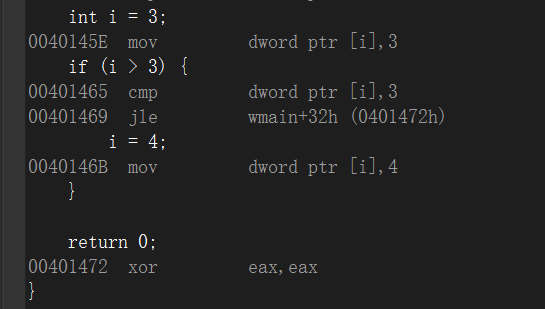 int i = 3;
0040145E mov dword ptr [i],3
if (i > 3) {
00401465 cmp dword ptr [i],3
00401469 jle wmain+32h (0401472h)
i = 4;
0040146B mov dword ptr [i],4
}
return 0;
00401472 xor eax,eax
}